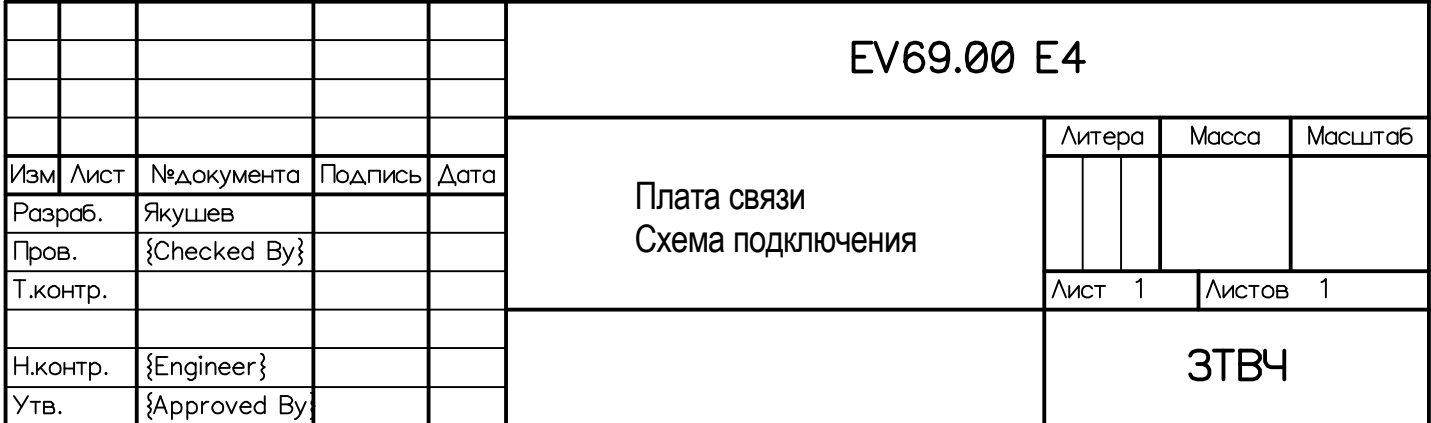 EV69.00 E4
Литера Масса Масштаб
Изм Лист №документа Подпись Дата
Плата связи
Схема подключения
Разраб. Якушев
Пров. {Checked By}
Т.контр.
Лист 1 Листов 1
Н.контр. {Engineer}
Утв. {Approved By}
ЗТВЧ